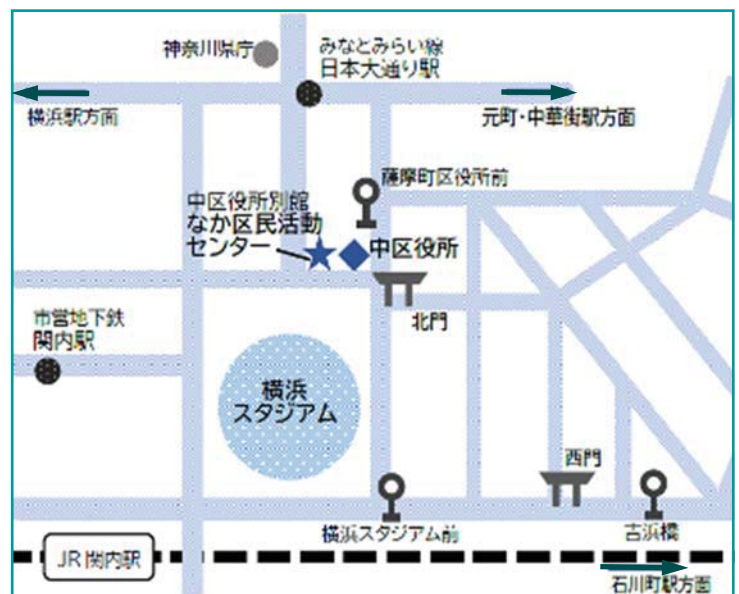 神奈川県庁
みなとみらい線
日本大通り駅
横浜駅方面
元町・中華街駅方面
薩摩町区役所前
中区役所別館
なか区民活動
センター
中区役所
北門
市営地下鉄
関内駅
横浜
スタジアム
西門
横浜スタジアム前
吉浜橋
JR関内駅
石川町駅方面